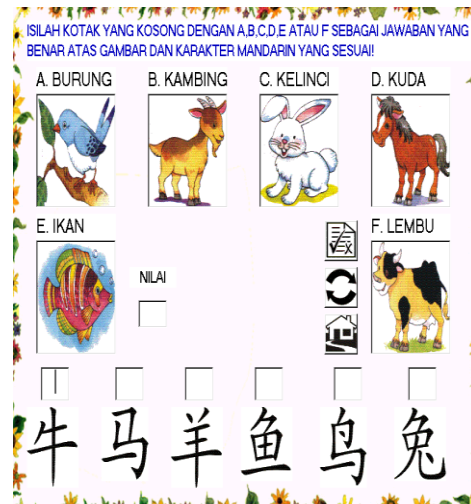 ISILAH KOTAK YANG KOSONG DENGAN A,B,C,D,E ATAU F SEBAGAI JAWABAN YANG
BENAR ATAS GAMBAR DAN KARAKTER MANDARIN YANG SESUAI!
A. BURUNG B. KAMBING C. KELINCI D. KUDA
E. IKAN F. LEMBU
NILAI
牛 马 羊 鱼 鸟 兔